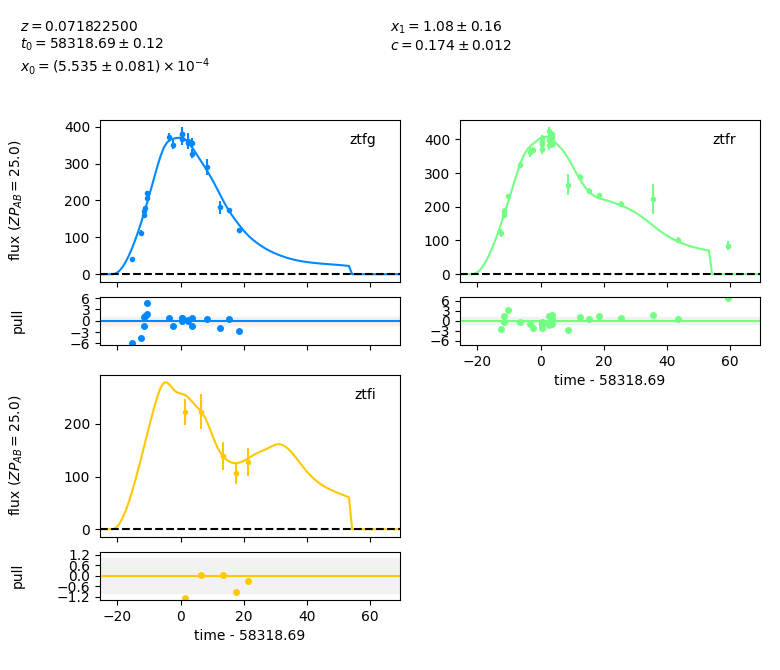 z = 0.071822500
x₁ = 1.08 ± 0.16
t₀ = 58318.69 ± 0.12
c = 0.174 ± 0.012
x₀ = (5.535 ± 0.081) × 10⁻⁴
ztfg
400
300
200
100
0
flux (ZP_AB = 25.0)
ztfr
400
300
200
100
0
6
3
0
−3
−6
pull
6
3
0
−3
−6
−20
0
20
40
60
time - 58318.69
ztfi
200
100
0
flux (ZP_AB = 25.0)
1.2
0.6
0.0
−0.6
−1.2
pull
−20
0
20
40
60
time - 58318.69